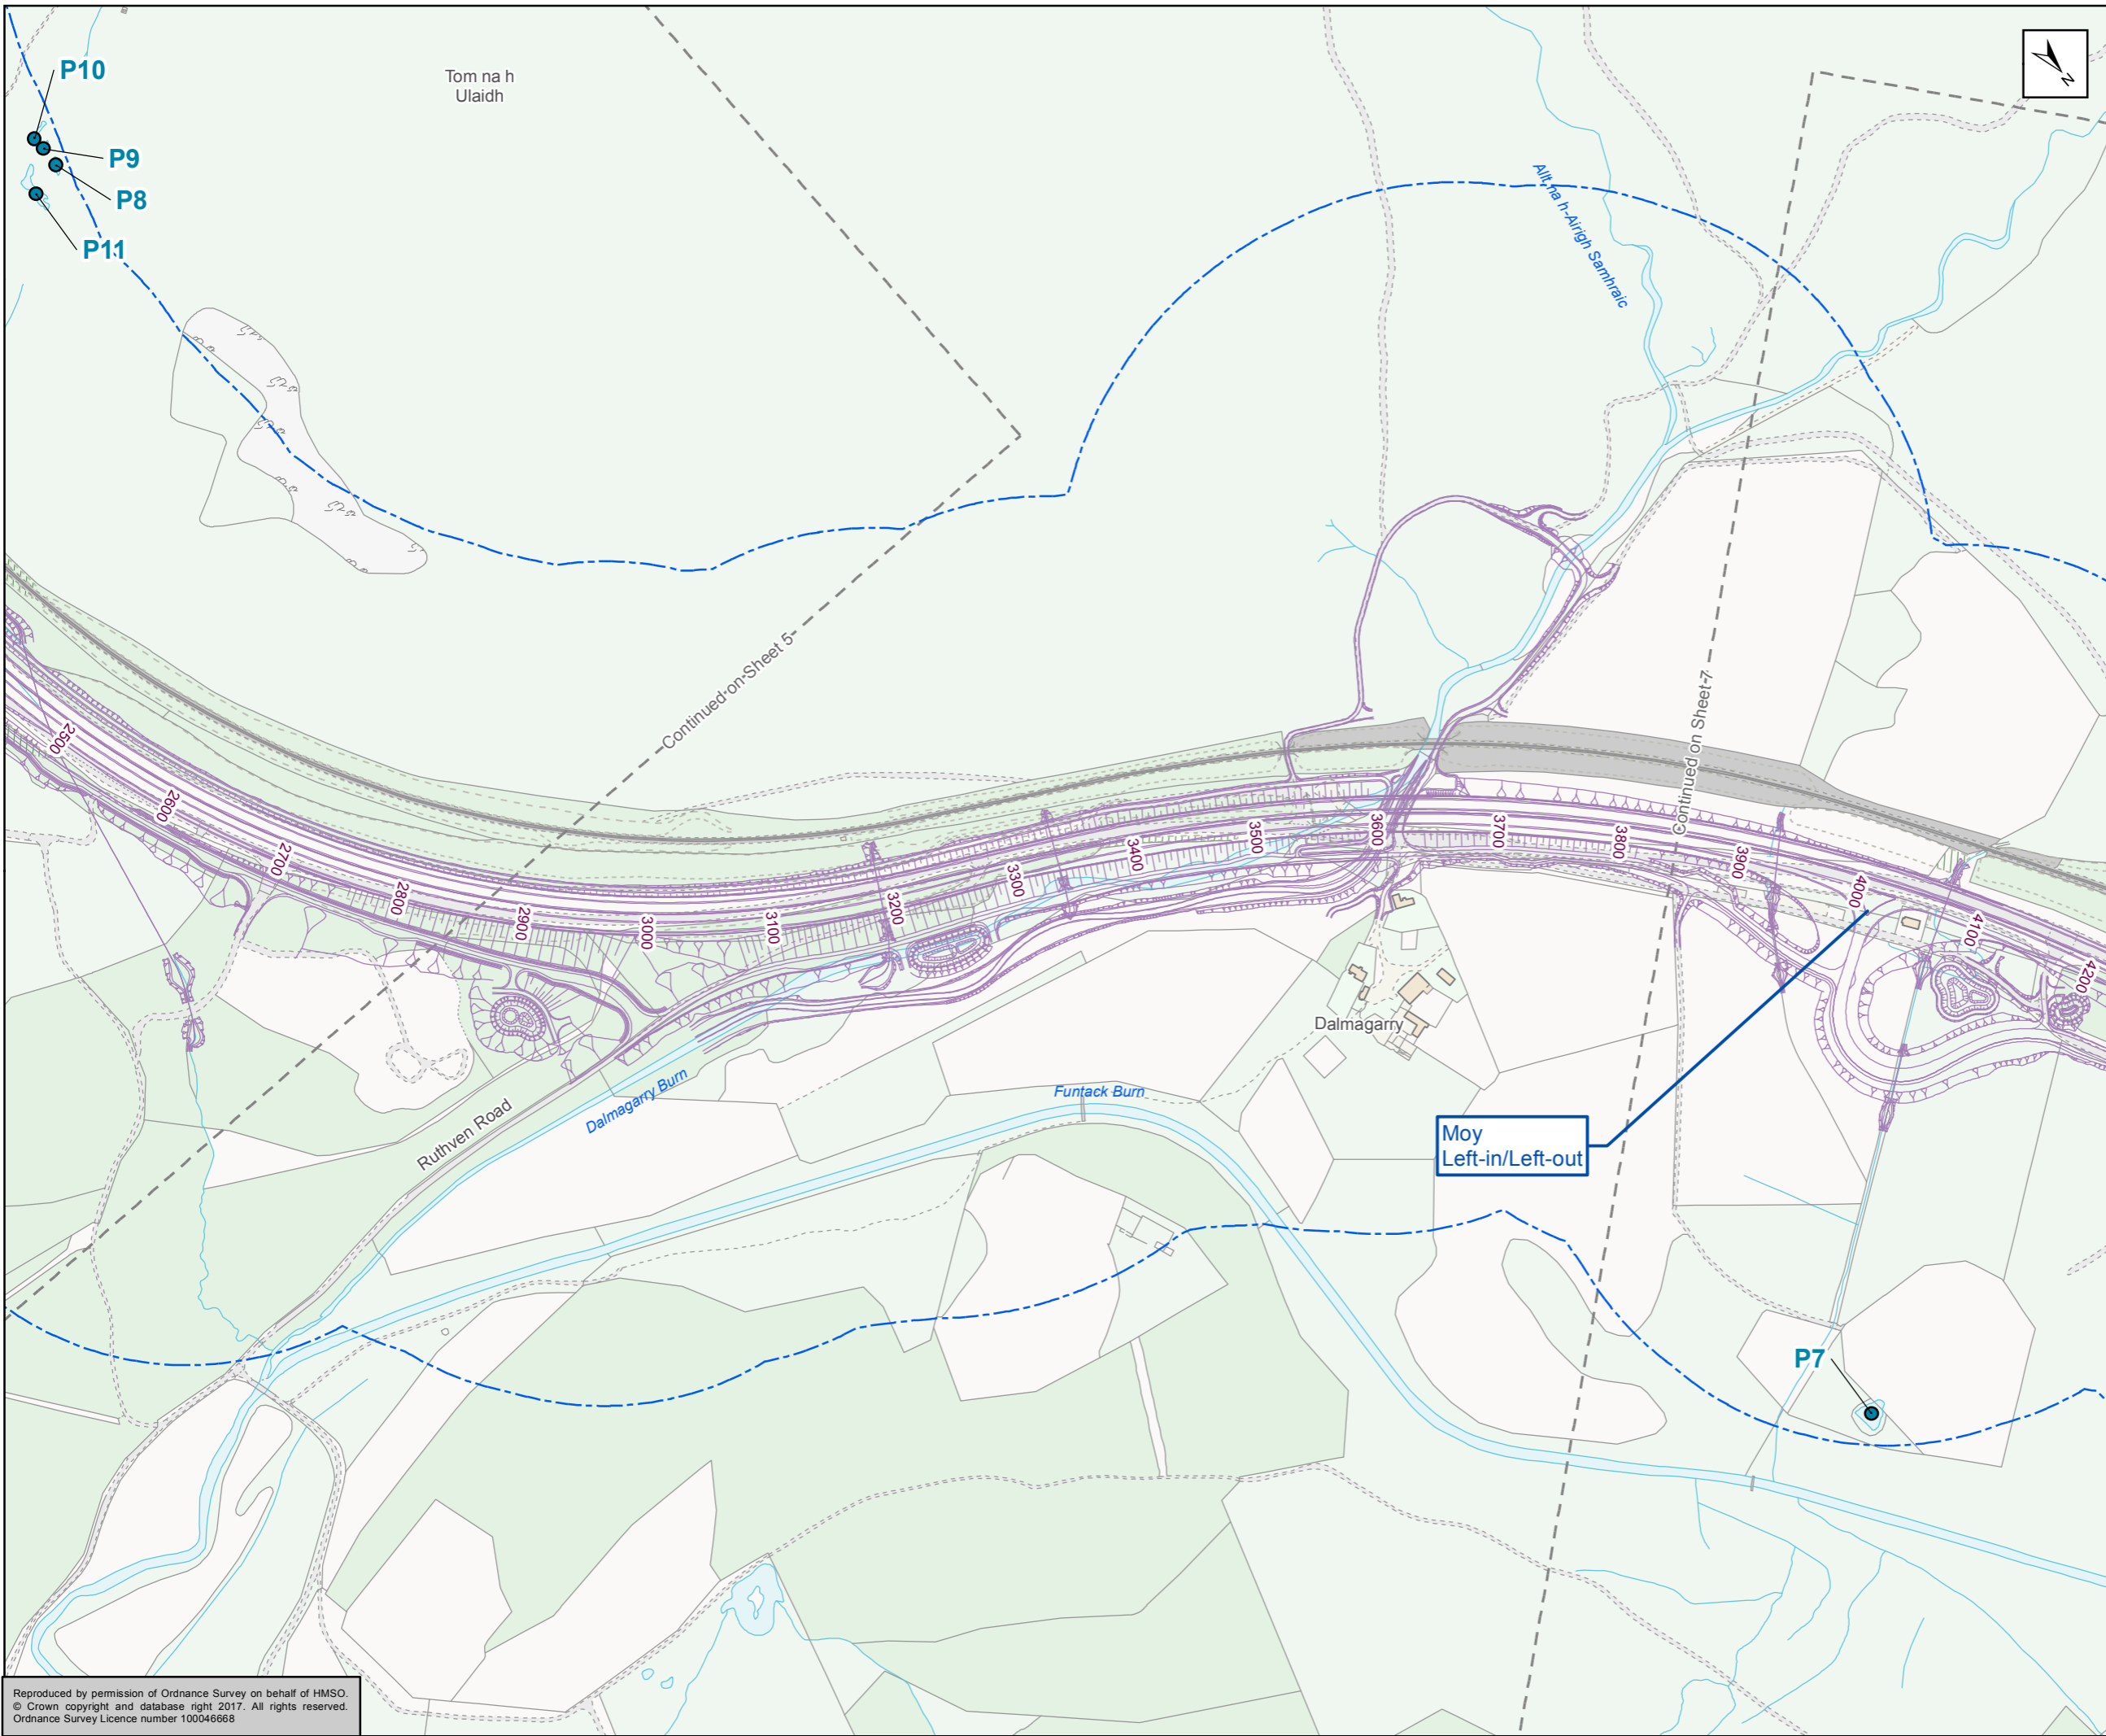 P10
P9
P8
P11
Tom na h
Ulaidh
N
Allt na h-Airigh Samhraic
Continued on Sheet 5
Continued on Sheet 7
2500
2600
2700
2800
2900
3000
3100
3200
3300
3400
3500
3600
3700
3800
3900
4000
4100
4200
Dalmagarry
Ruthven Road
Dalmagarry Burn
Funtack Burn
Moy
Left-in/Left-out
P7
Reproduced by permission of Ordnance Survey on behalf of HMSO.
© Crown copyright and database right 2017. All rights reserved.
Ordnance Survey Licence number 100046668